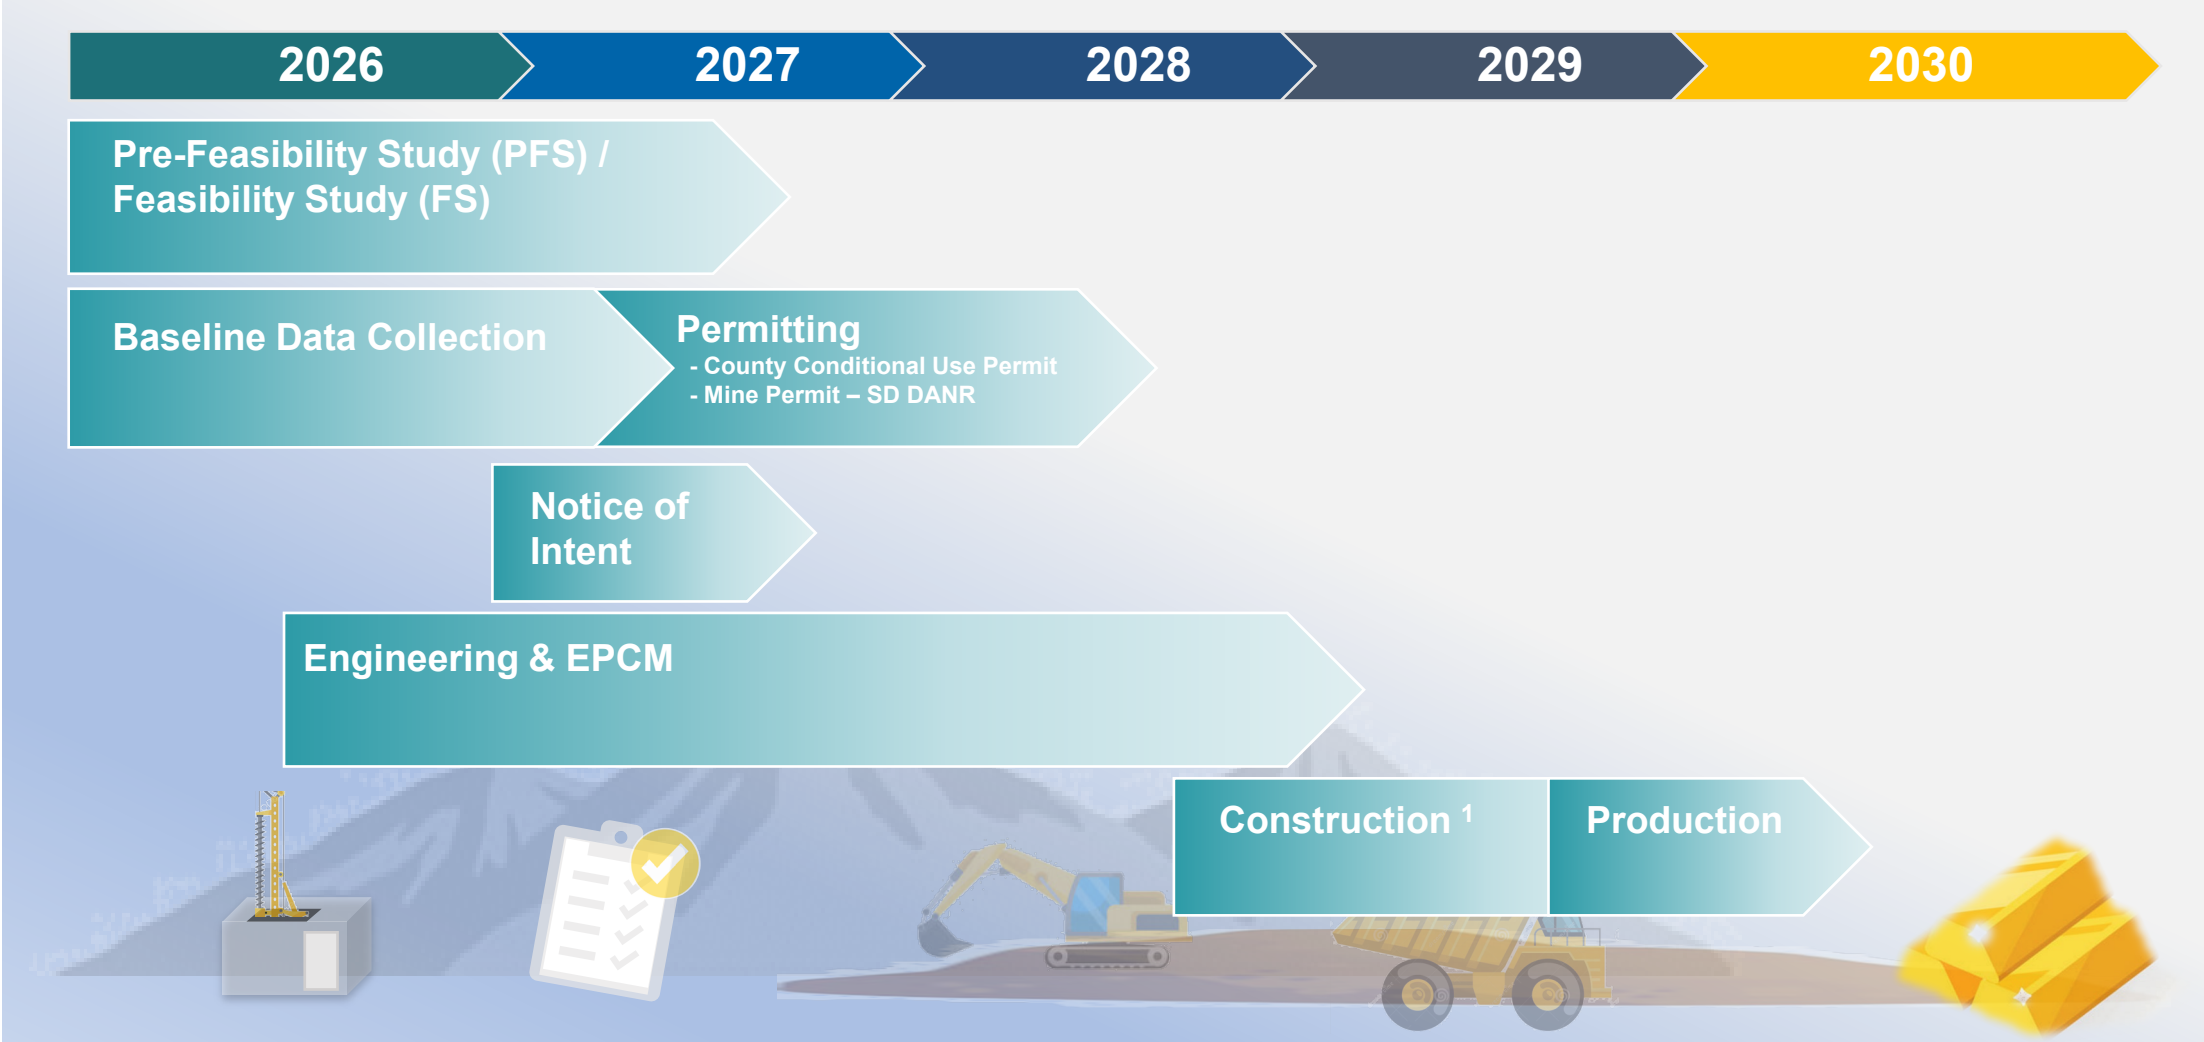 2026 2027 2028 2029 2030
Pre-Feasibility Study (PFS) /
Feasibility Study (FS)
Baseline Data Collection
Permitting
- County Conditional Use Permit
- Mine Permit – SD DANR
Notice of
Intent
Engineering & EPCM
Construction ¹
Production